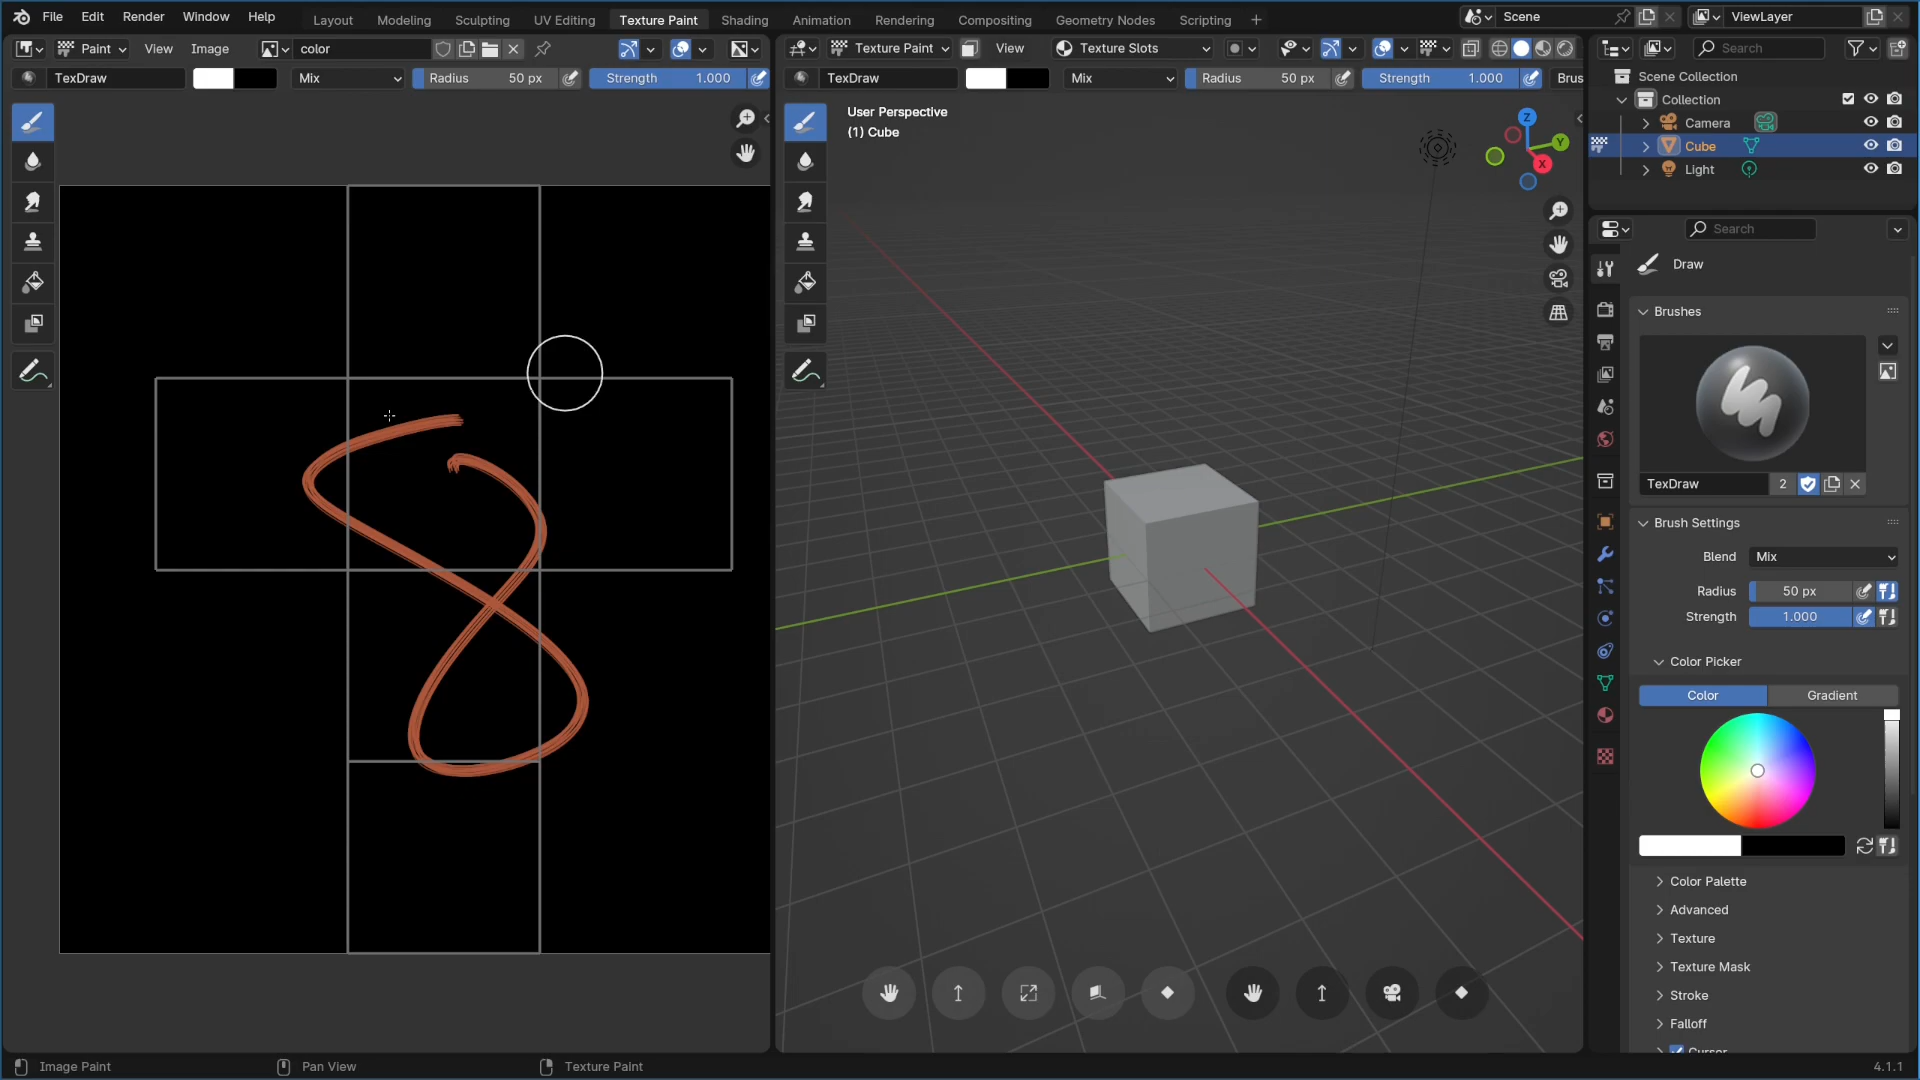 File Edit Render Window Help Layout Modeling Sculpting UV Editing Texture Paint Shading Animation Rendering Compositing Geometry Nodes Scripting + Scene ViewLayer
Paint View Image color Texture Paint View Texture Slots Search
TexDraw Mix Radius 50 px Strength 1.000 TexDraw Mix Radius 50 px Strength 1.000 Brus
Scene Collection
Collection
Camera
Cube
Light
User Perspective
(1) Cube
Z
Y
X
Search
Draw
Brushes
TexDraw 2
Brush Settings
Blend Mix
Radius 50 px
Strength 1.000
Color Picker
Color Gradient
Color Palette
Advanced
Texture
Texture Mask
Stroke
Falloff
Cursor
Image Paint Pan View Texture Paint 4.1.1